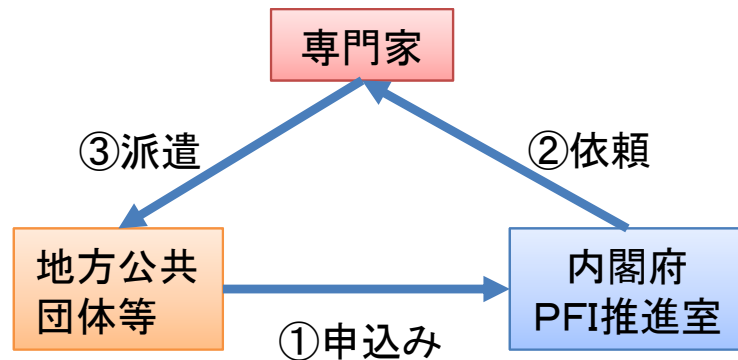 専門家
③派遣
②依頼
地方公共
団体等
内閣府
PFI推進室
①申込み